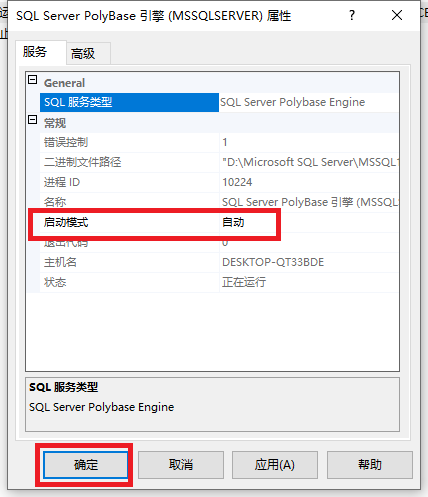 SQL Server PolyBase 引擎 (MSSQLSERVER) 属性
服务 高级
General
SQL 服务类型 SQL Server Polybase Engine
常规
错误控制 1
二进制文件路径 "D:\Microsoft SQL Server\MSSQL1
进程 ID 10224
名称 SQL Server PolyBase 引擎 (MSSQLS
启动模式 自动
退出代码 0
主机名 DESKTOP-QT33BDE
状态 正在运行
SQL 服务类型
SQL Server Polybase Engine
确定 取消 应用(A) 帮助